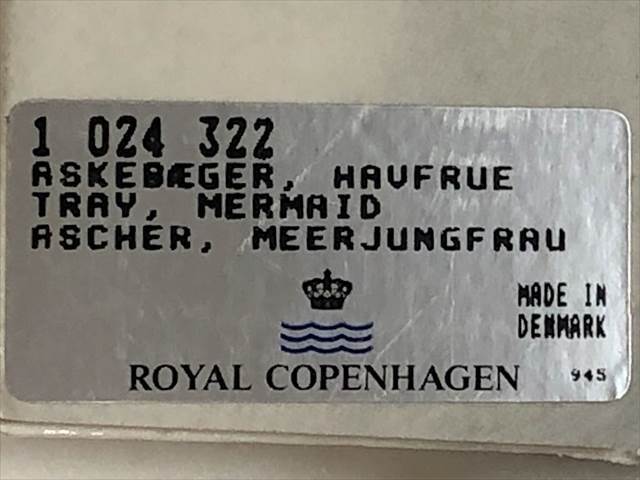 1 024 322
ASKEBÆGER, HAVFRUE
TRAY, MERMAID
ASCHER, MEERJUNGFRAU
MADE IN
DENMARK
ROYAL COPENHAGEN
945